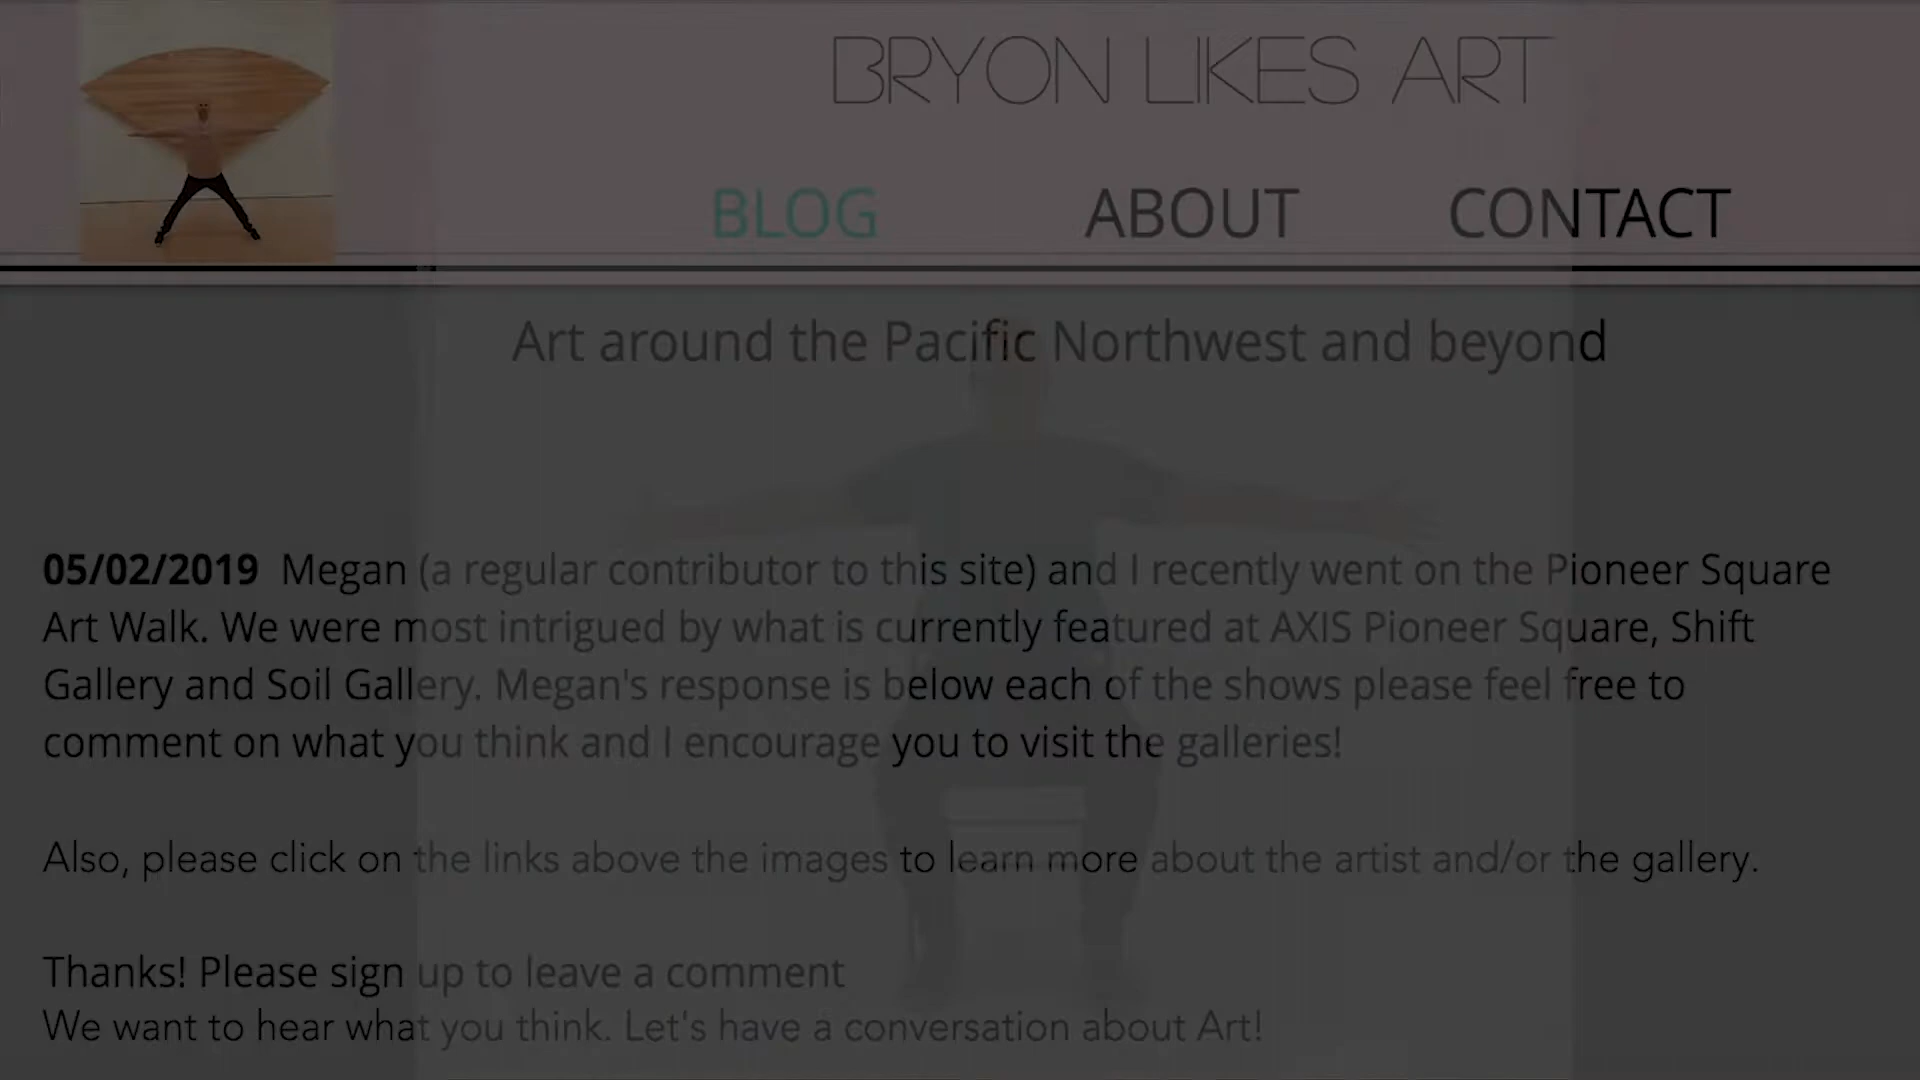 BRYON LIKES ART
BLOG ABOUT CONTACT
Art around the Pacific Northwest and beyond
05/02/2019 Megan (a regular contributor to this site) and I recently went on the Pioneer Square
Art Walk. We were most intrigued by what is currently featured at AXIS Pioneer Square, Shift
Gallery and Soil Gallery. Megan's response is below each of the shows please feel free to
comment on what you think and I encourage you to visit the galleries!
Also, please click on the links above the images to learn more about the artist and/or the gallery.
Thanks! Please sign up to leave a comment
We want to hear what you think. Let's have a conversation about Art!